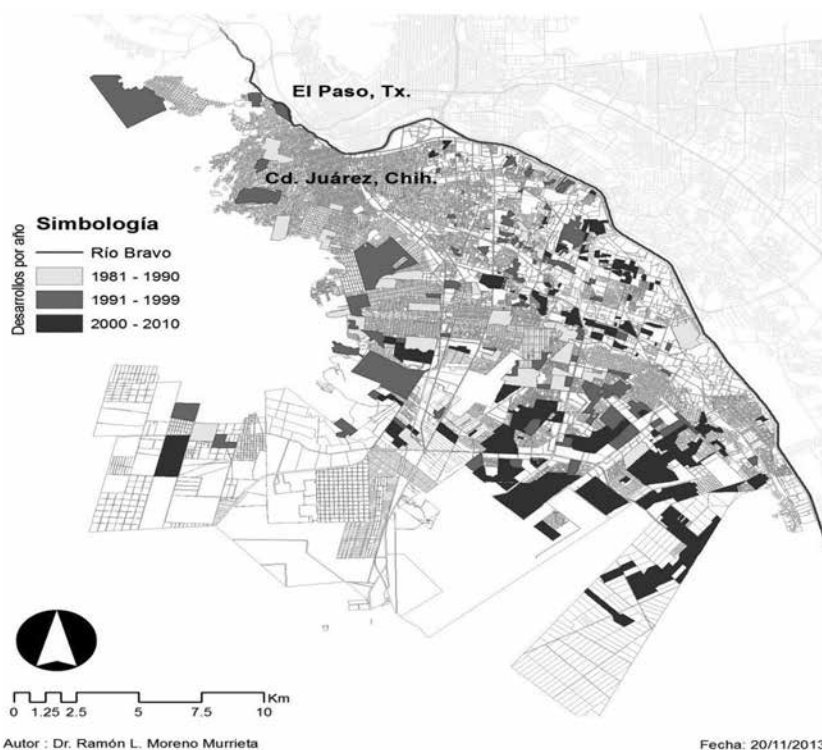 El Paso, Tx.
Cd. Juárez, Chih.
Simbología
Desarrollos por año
Río Bravo
1981 - 1990
1991 - 1999
2000 - 2010
Km
0 1.25 2.5 5 7.5 10
Autor : Dr. Ramón L. Moreno Murrieta
Fecha: 20/11/2013